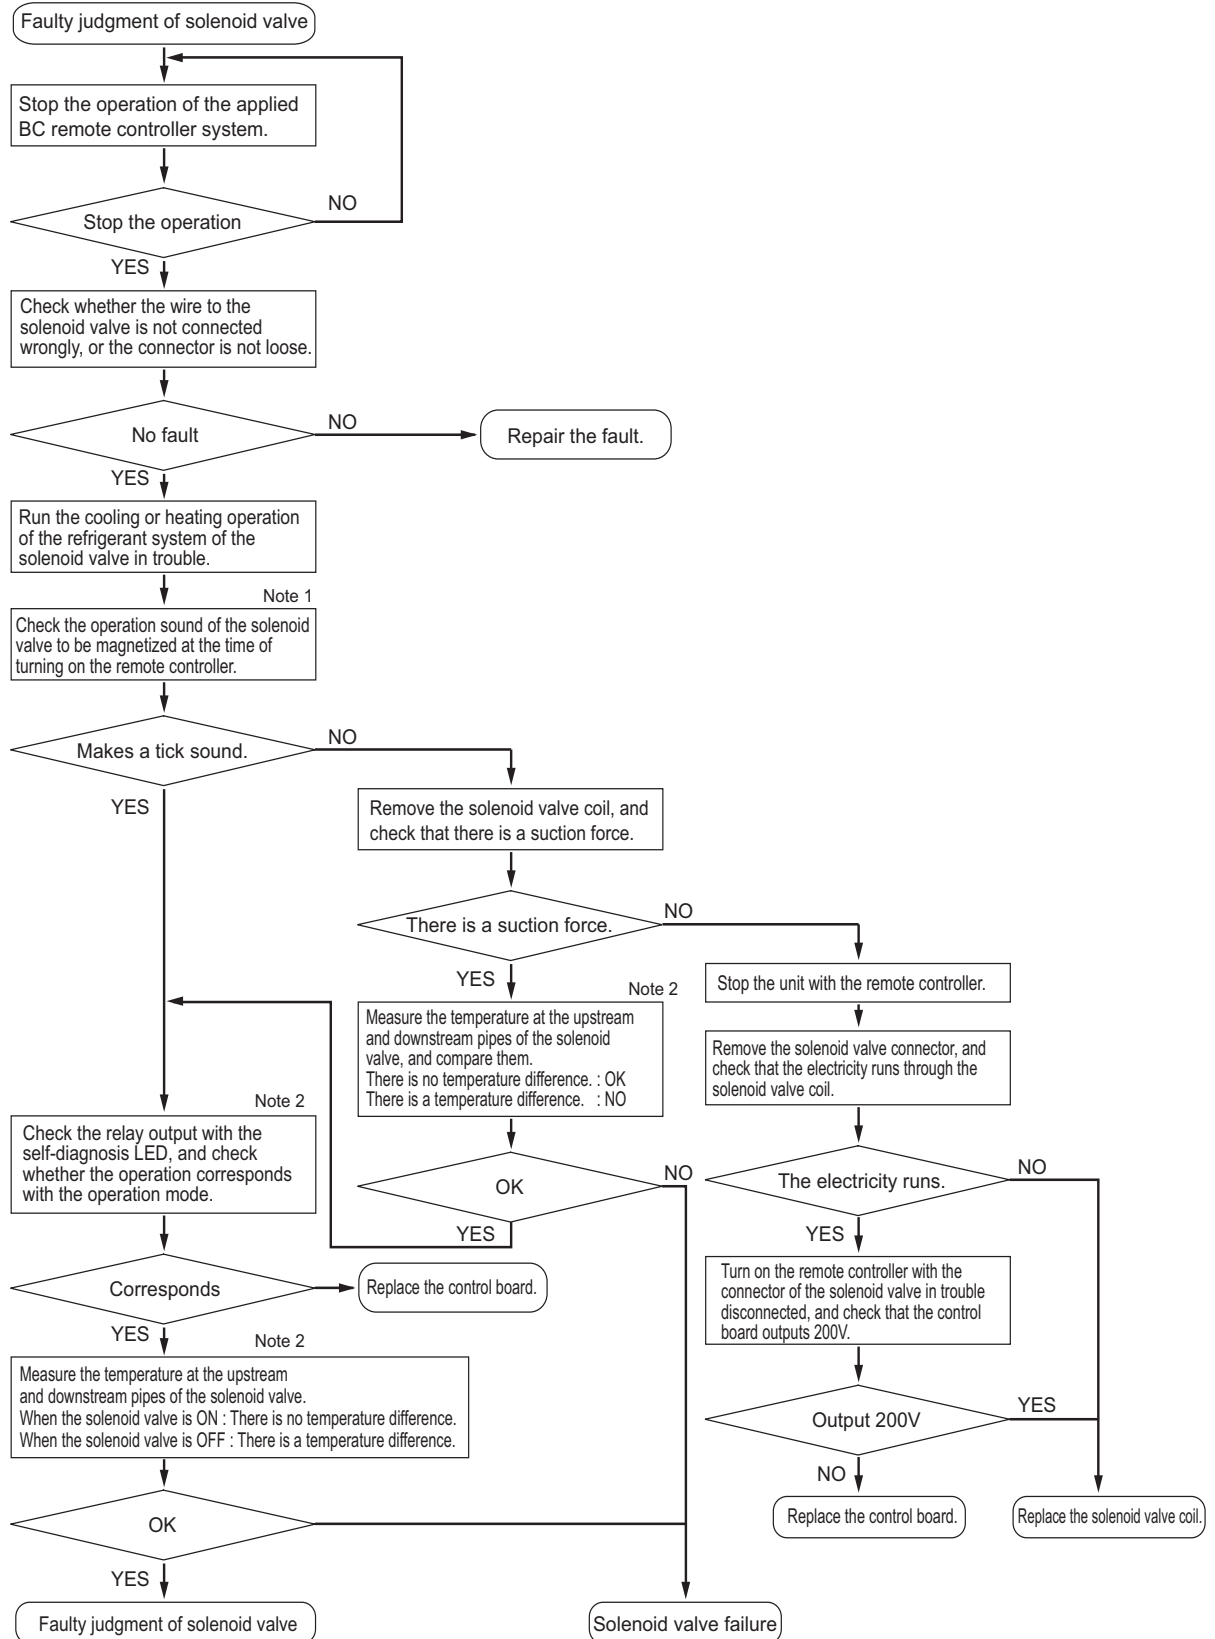 Faulty judgment of solenoid valve
Stop the operation of the applied
BC remote controller system.
Stop the operation
NO
YES
Check whether the wire to the
solenoid valve is not connected
wrongly, or the connector is not loose.
No fault
NO
Repair the fault.
YES
Run the cooling or heating operation
of the refrigerant system of the
solenoid valve in trouble.
Note 1
Check the operation sound of the solenoid
valve to be magnetized at the time of
turning on the remote controller.
Makes a tick sound.
NO
YES
Remove the solenoid valve coil, and
check that there is a suction force.
There is a suction force.
NO
YES
Note 2
Measure the temperature at the upstream
and downstream pipes of the solenoid
valve, and compare them.
There is no temperature difference. : OK
There is a temperature difference. : NO
Stop the unit with the remote controller.
Remove the solenoid valve connector, and
check that the electricity runs through the
solenoid valve coil.
Note 2
Check the relay output with the
self-diagnosis LED, and check
whether the operation corresponds
with the operation mode.
OK
NO
YES
The electricity runs.
NO
YES
Corresponds
Replace the control board.
YES
Turn on the remote controller with the
connector of the solenoid valve in trouble
disconnected, and check that the control
board outputs 200V.
Note 2
Measure the temperature at the upstream
and downstream pipes of the solenoid valve.
When the solenoid valve is ON : There is no temperature difference.
When the solenoid valve is OFF : There is a temperature difference.
Output 200V
YES
NO
Replace the control board.
Replace the solenoid valve coil.
OK
YES
Faulty judgment of solenoid valve
Solenoid valve failure